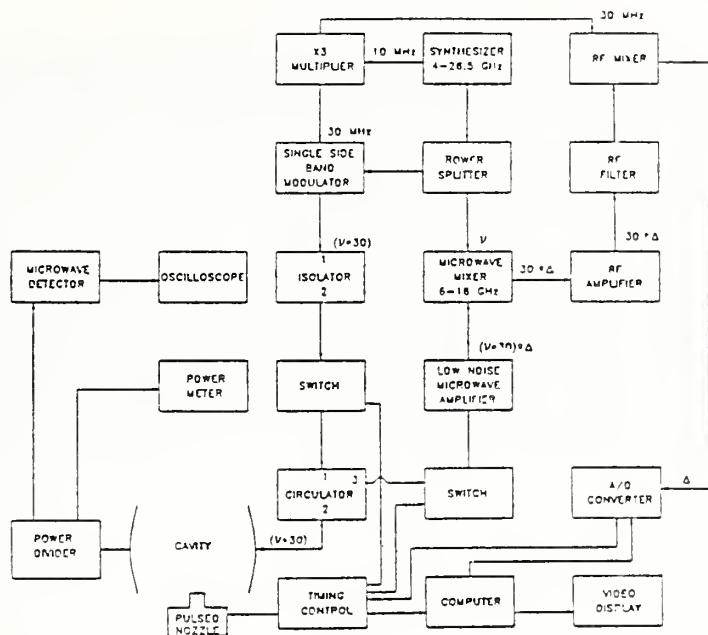 30 MHz
X3
MULTIPLIER
10 MHz
SYNTHESIZER
4-26.5 GHz
RF MIXER
30 MHz
SINGLE SIDE
BAND
MODULATOR
POWER
SPLITTER
RF
FILTER
(ν+30)
ν
30+Δ
MICROWAVE
DETECTOR
OSCILLOSCOPE
1
ISOLATOR
2
MICROWAVE
MIXER
6-18 GHz
30+Δ
RF
AMPLIFIER
(ν+30)+Δ
POWER
METER
SWITCH
LOW NOISE
MICROWAVE
AMPLIFIER
1
3
CIRCULATOR
2
SWITCH
A/D
CONVERTER
Δ
POWER
DIVIDER
CAVITY
(ν+30)
PULSED
NOZZLE
TIMING
CONTROL
COMPUTER
VIDEO
DISPLAY